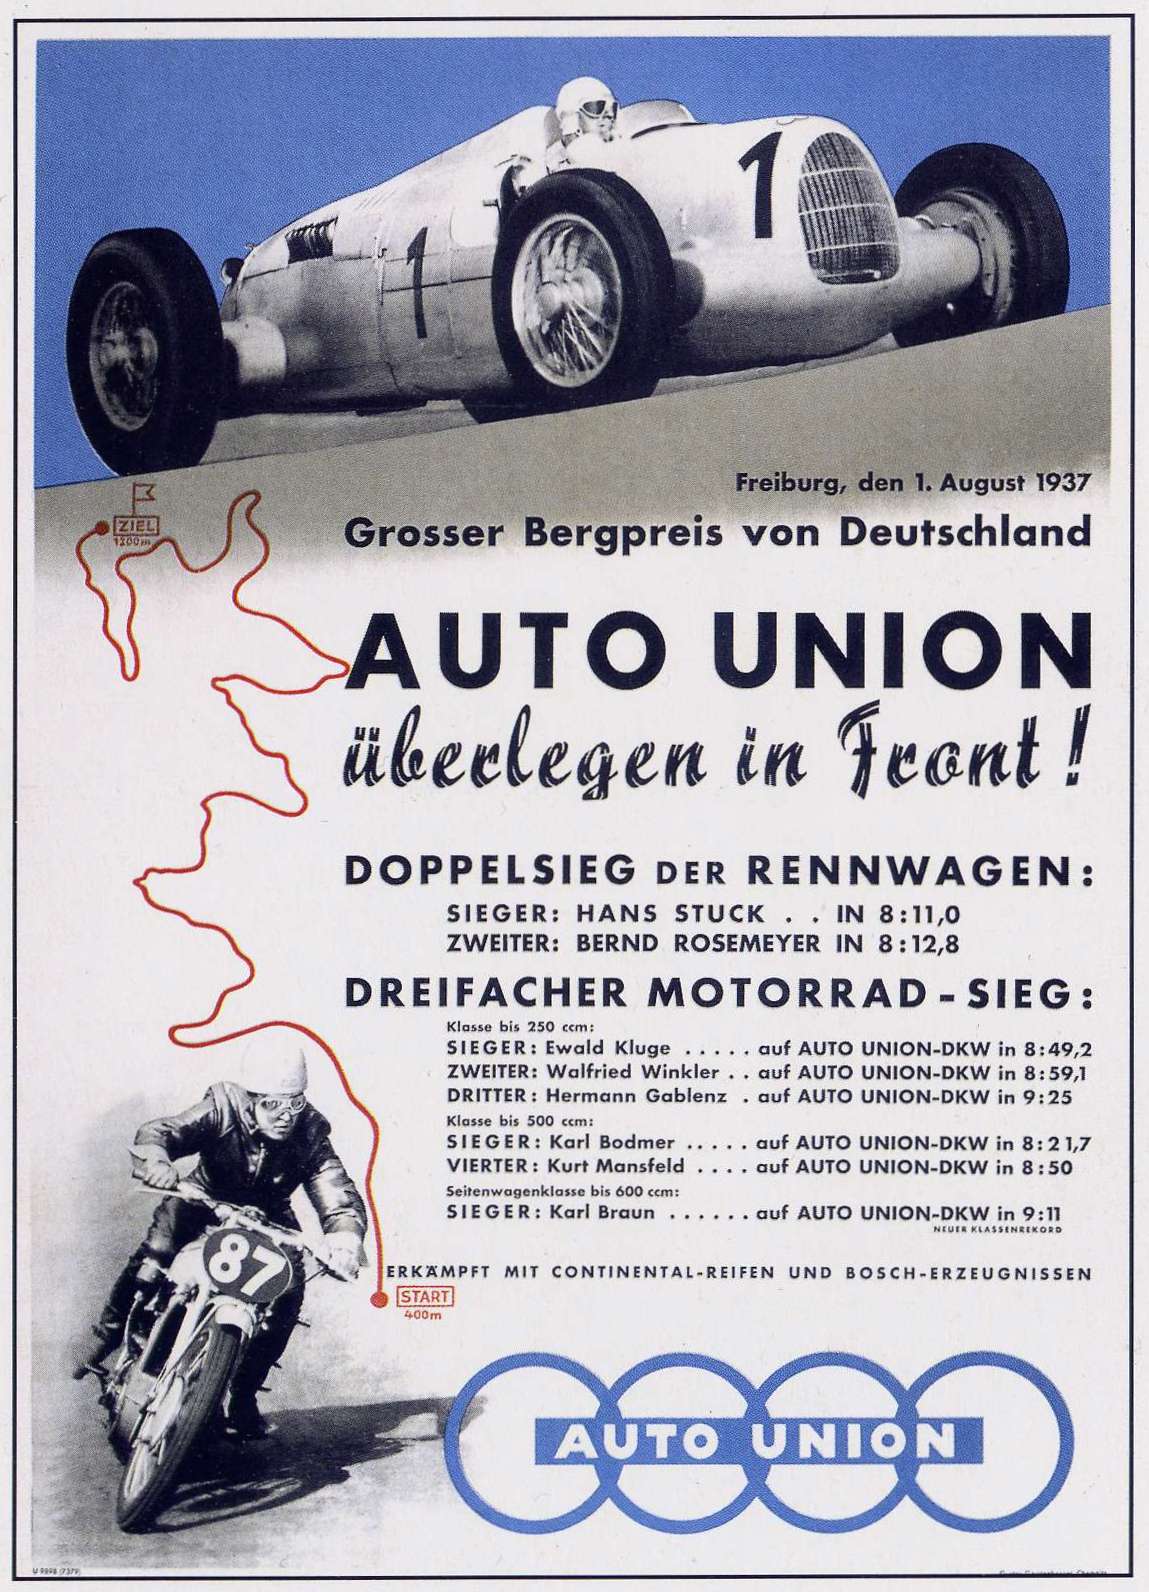 1
1
Freiburg, den 1. August 1937
Grosser Bergpreis von Deutschland
ZIEL
1200m
AUTO UNION
überlegen in Front!
DOPPELSIEG DER RENNWAGEN:
SIEGER: HANS STUCK . . IN 8:11,0
ZWEITER: BERND ROSEMEYER IN 8:12,8
DREIFACHER MOTORRAD-SIEG:
Klasse bis 250 ccm:
SIEGER: Ewald Kluge . . . . . auf AUTO UNION-DKW in 8:49,2
ZWEITER: Walfried Winkler . . auf AUTO UNION-DKW in 8:59,1
DRITTER: Hermann Gablenz . auf AUTO UNION-DKW in 9:25
Klasse bis 500 ccm:
SIEGER: Karl Bodmer . . . . . auf AUTO UNION-DKW in 8:21,7
VIERTER: Kurt Mansfeld . . . . auf AUTO UNION-DKW in 8:50
Seitenwagenklasse bis 600 ccm:
SIEGER: Karl Braun . . . . . . auf AUTO UNION-DKW in 9:11
NEUER KLASSENREKORD
ERKÄMPFT MIT CONTINENTAL-REIFEN UND BOSCH-ERZEUGNISSEN
START
400m
87
AUTO UNION
U 9898 (7379)